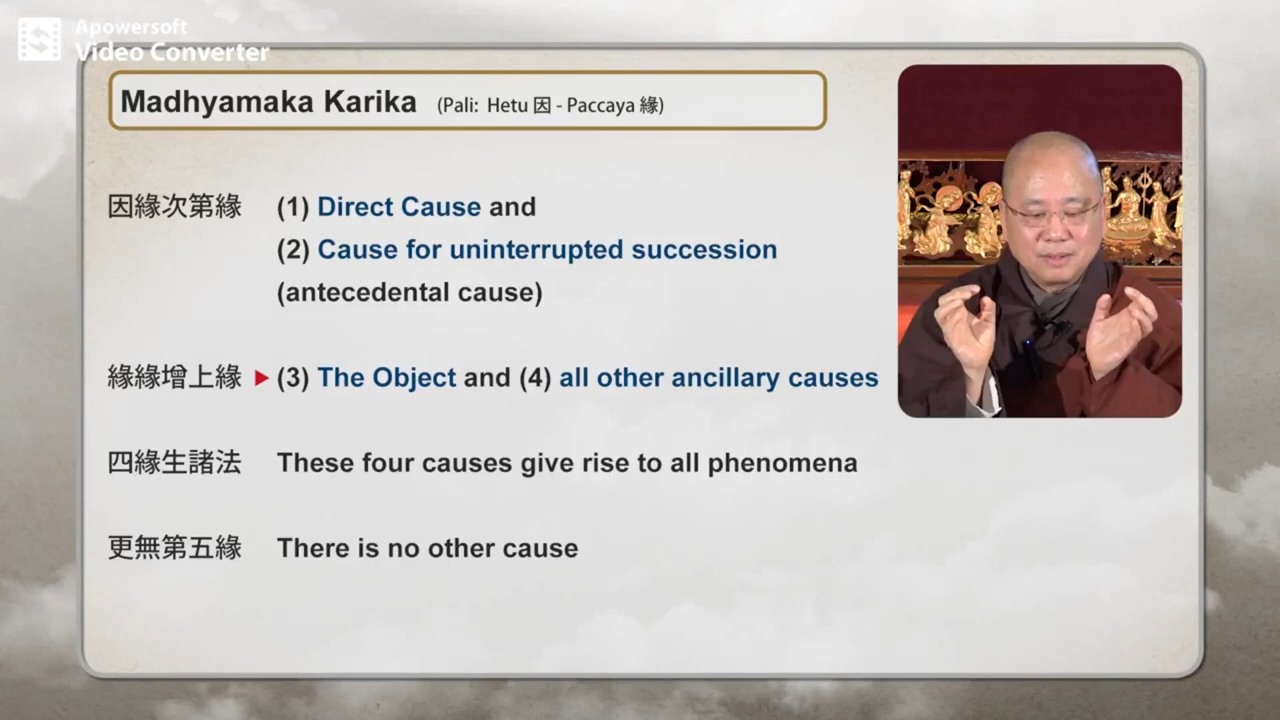 Apowersoft
Video Converter
Madhyamaka Karika (Pali: Hetu 因 - Paccaya 緣)
因緣次第緣 (1) Direct Cause and
(2) Cause for uninterrupted succession
(antecedental cause)
緣緣增上緣 ▶ (3) The Object and (4) all other ancillary causes
四緣生諸法 These four causes give rise to all phenomena
更無第五緣 There is no other cause